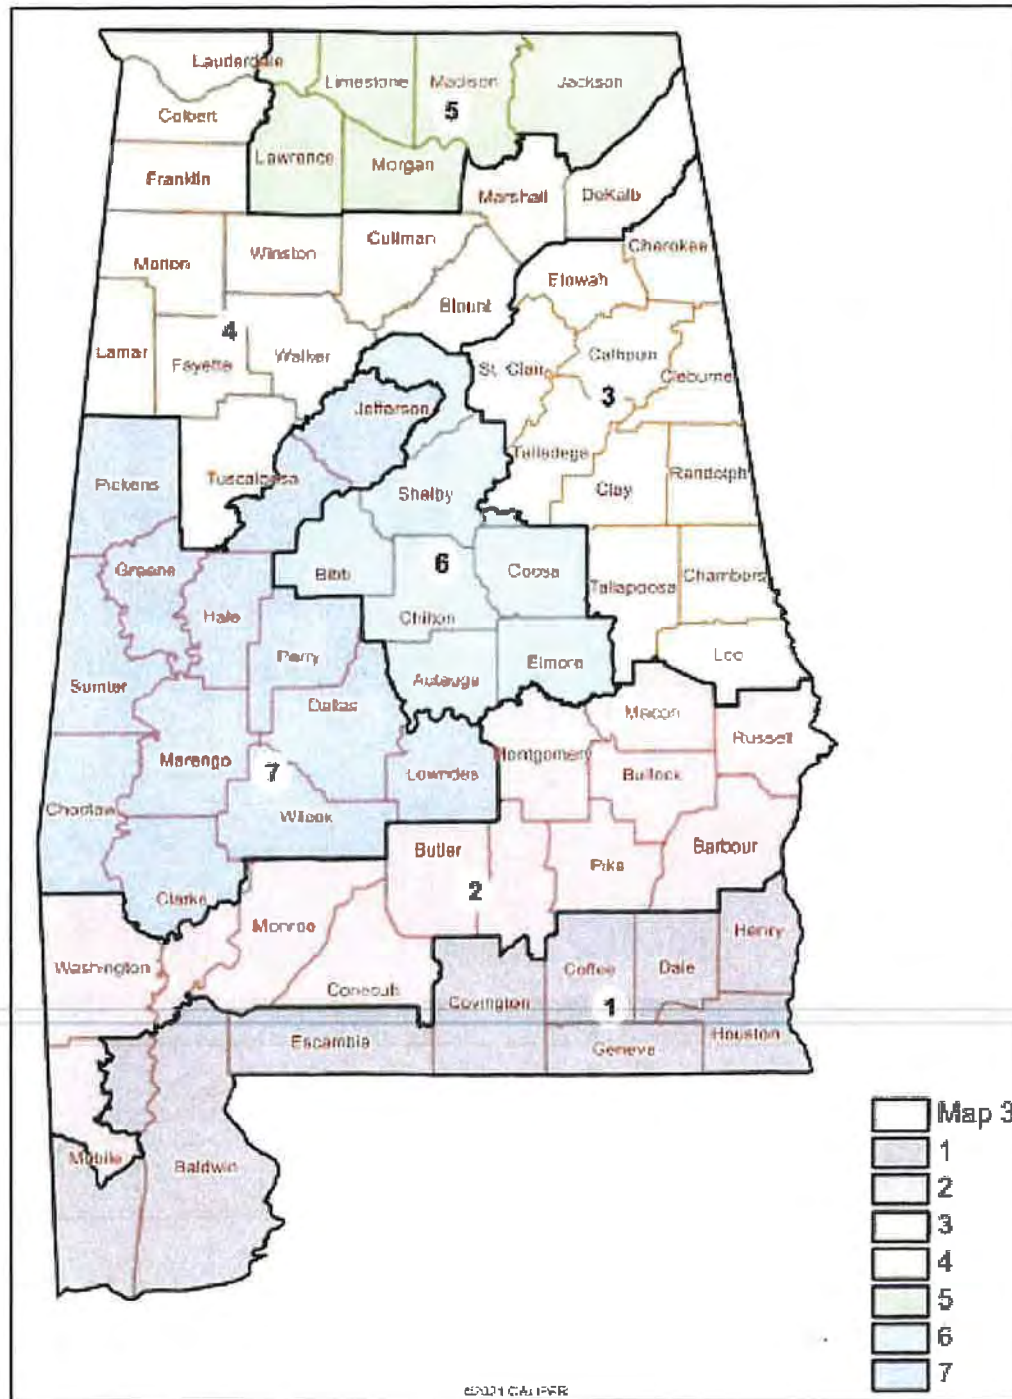 Lauderdale
Limestone
Madison
Jackson
Colbert
5
Lawrence
Morgan
Franklin
Marshall
DeKalb
Cullman
Cherokee
Winston
Marion
Etowah
Blount
4
Lamar
Fayette
Walker
St. Clair
Calhoun
Cleburne
3
Jefferson
Talladega
Randolph
Pickens
Tuscaloosa
Shelby
Clay
Greene
Bibb
6
Coosa
Tallapoosa
Chambers
Hale
Chilton
Perry
Lee
Sumter
Autauga
Elmore
Dallas
Macon
Russell
Marengo
Montgomery
7
Lowndes
Bullock
Choctaw
Wilcox
Butler
Pike
Barbour
2
Clarke
Monroe
Henry
Washington
Coffee
Dale
Conecuh
Covington
1
Escambia
Geneva
Houston
Mobile
Baldwin
Map 3
1
2
3
4
5
6
7
©2021 CALIPER